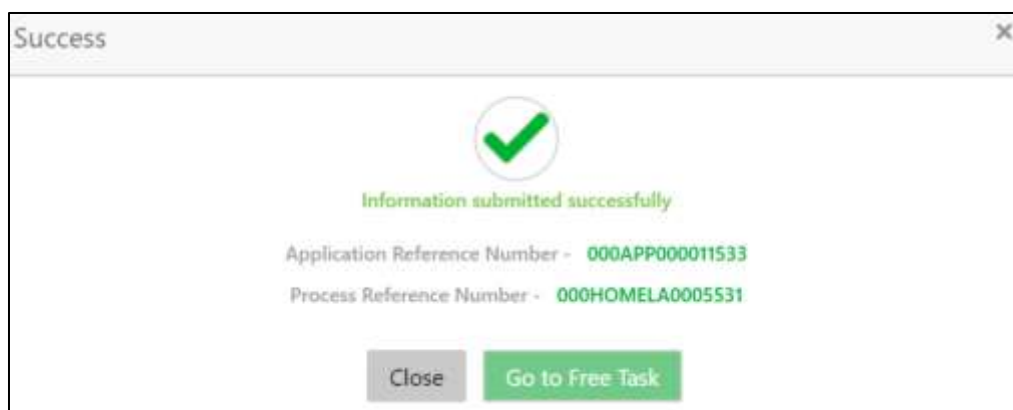 Success
Information submitted successfully
Application Reference Number - 000APP000011533
Process Reference Number - 000HOMELA0005531
Close Go to Free Task